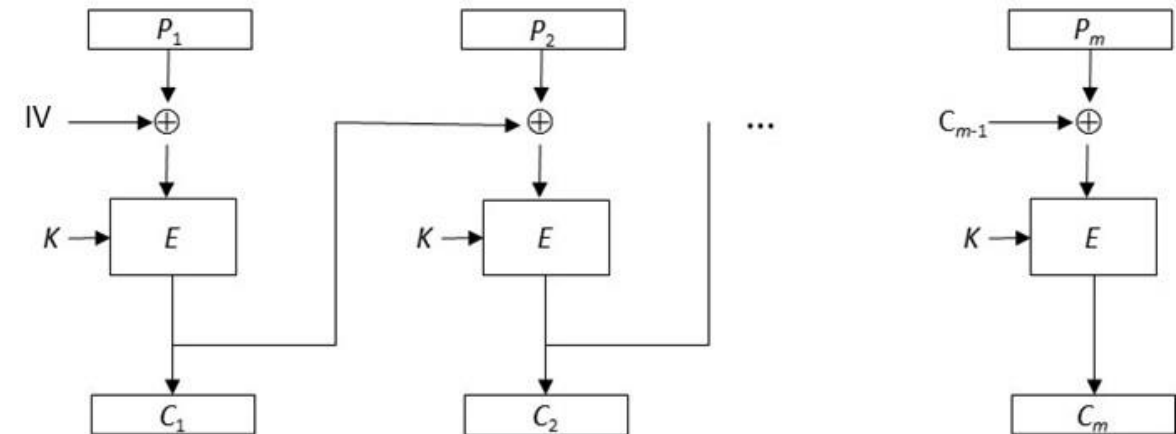 P₁ P₂ Pₘ
IV ⊕ ⊕ ... Cₘ₋₁ ⊕
K E K E K E
C₁ C₂ Cₘ